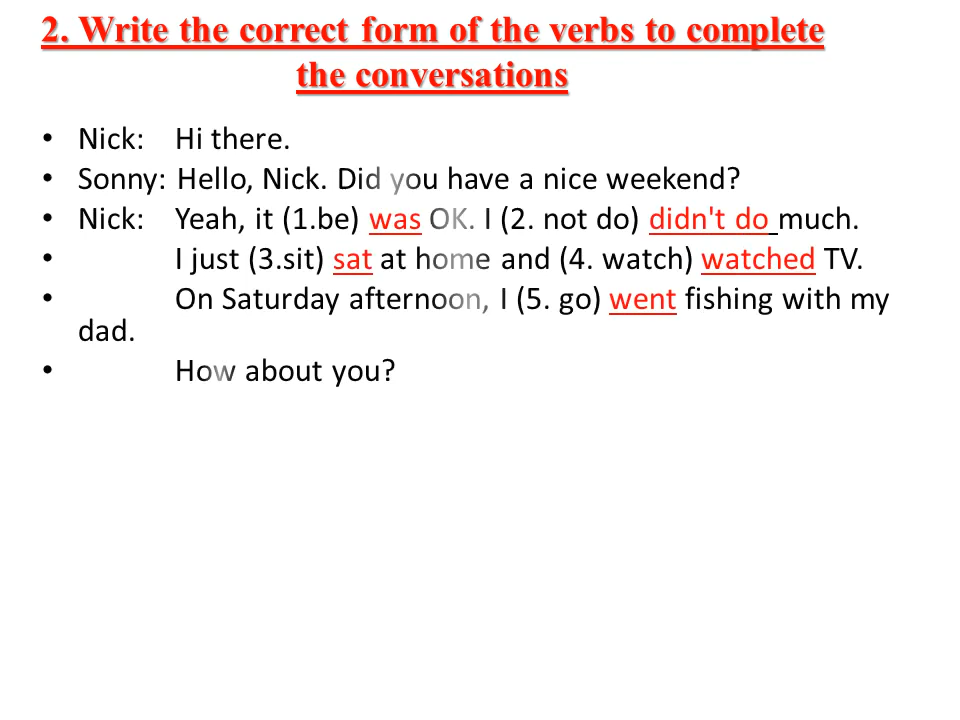 2. Write the correct form of the verbs to complete
the conversations
• Nick: Hi there.
• Sonny: Hello, Nick. Did you have a nice weekend?
• Nick: Yeah, it (1.be) was OK. I (2. not do) didn't do much.
• I just (3.sit) sat at home and (4. watch) watched TV.
• On Saturday afternoon, I (5. go) went fishing with my
dad.
• How about you?